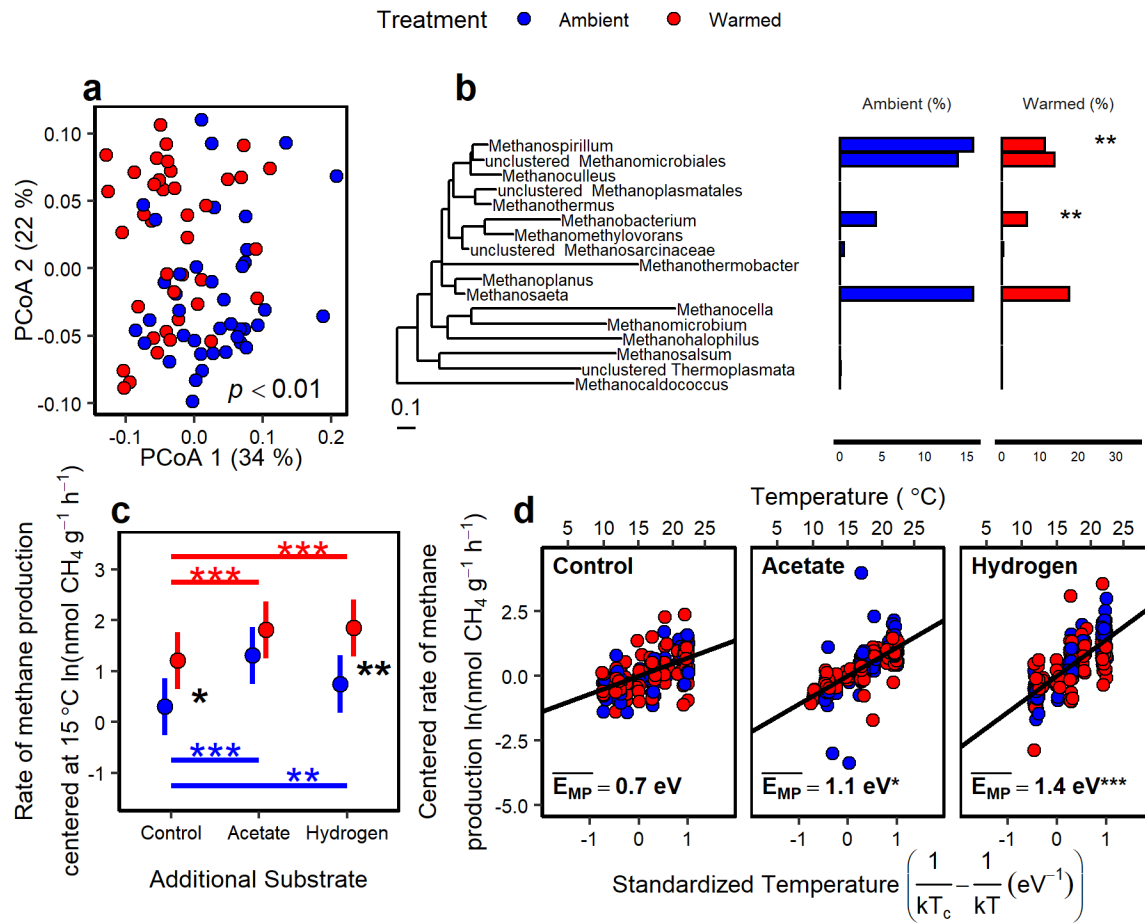 Treatment Ambient Warmed
a
PCoA 2 (22 %)
0.10
0.05
0.00
-0.05
-0.10
p < 0.01
-0.1 0.0 0.1 0.2
PCoA 1 (34 %)
b
Ambient (%) Warmed (%)
Methanospirillum **
unclustered Methanomicrobiales
Methanoculleus
unclustered Methanoplasmatales
Methanothermus
Methanobacterium **
Methanomethylovorans
unclustered Methanosarcinaceae
Methanothermobacter
Methanoplanus
Methanosaeta
Methanocella
Methanomicrobium
Methanohalophilus
Methanosalsum
unclustered Thermoplasmata
Methanocaldococcus
0.1
0 5 10 15 0 10 20 30
c
Rate of methane production
centered at 15 °C ln(nmol CH₄ g⁻¹ h⁻¹)
3
2
1
0
-1
***
***
*
**
***
**
Control Acetate Hydrogen
Additional Substrate
d
Temperature ( °C)
5 10 15 20 25 5 10 15 20 25 5 10 15 20 25
Centered rate of methane
production ln(nmol CH₄ g⁻¹ h⁻¹)
2.5
0.0
-2.5
-5.0
Control Acetate Hydrogen
E̅_MP = 0.7 eV E̅_MP = 1.1 eV* E̅_MP = 1.4 eV***
-1 0 1 -1 0 1 -1 0 1
Standardized Temperature (1/kT_c − 1/kT (eV⁻¹))